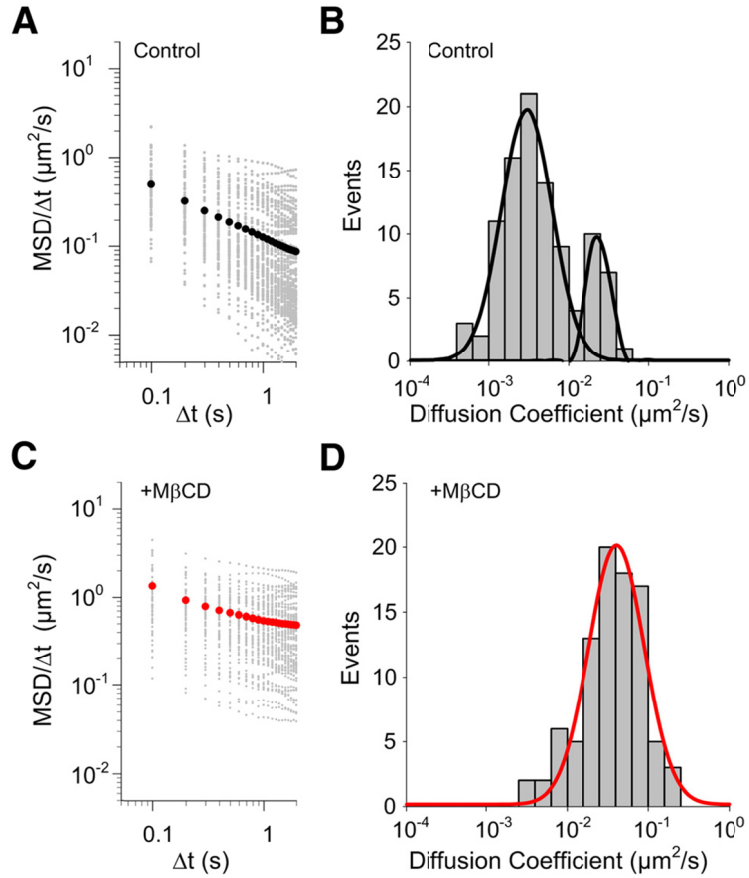 A
Control
10¹
10⁰
10⁻¹
10⁻²
MSD/Δt (μm²/s)
0.1
1
Δt (s)
B
Control
25
20
15
10
5
0
Events
10⁻⁴
10⁻³
10⁻²
10⁻¹
10⁰
Diffusion Coefficient (μm²/s)
C
+MβCD
10¹
10⁰
10⁻¹
10⁻²
MSD/Δt (μm²/s)
0.1
1
Δt (s)
D
+MβCD
25
20
15
10
5
0
Events
10⁻⁴
10⁻³
10⁻²
10⁻¹
10⁰
Diffusion Coefficient (μm²/s)